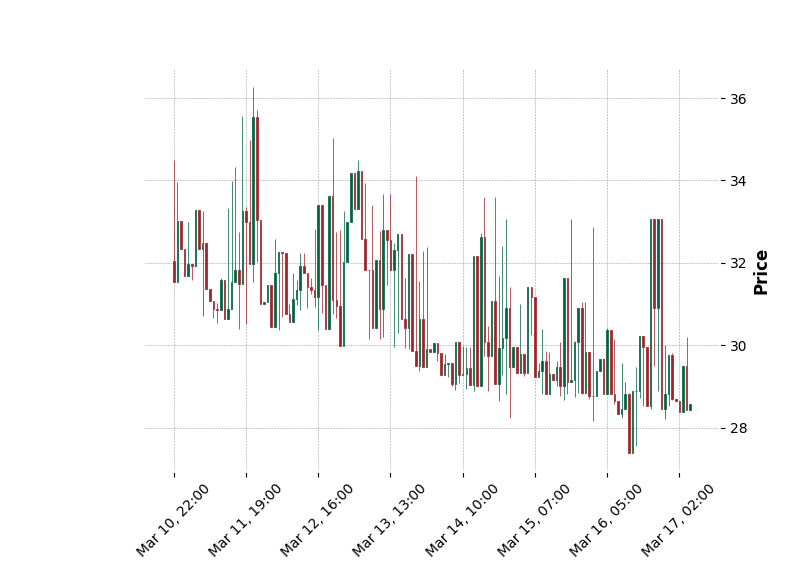 36
34
32
30
28
Price
Mar 10, 22:00
Mar 11, 19:00
Mar 12, 16:00
Mar 13, 13:00
Mar 14, 10:00
Mar 15, 07:00
Mar 16, 05:00
Mar 17, 02:00